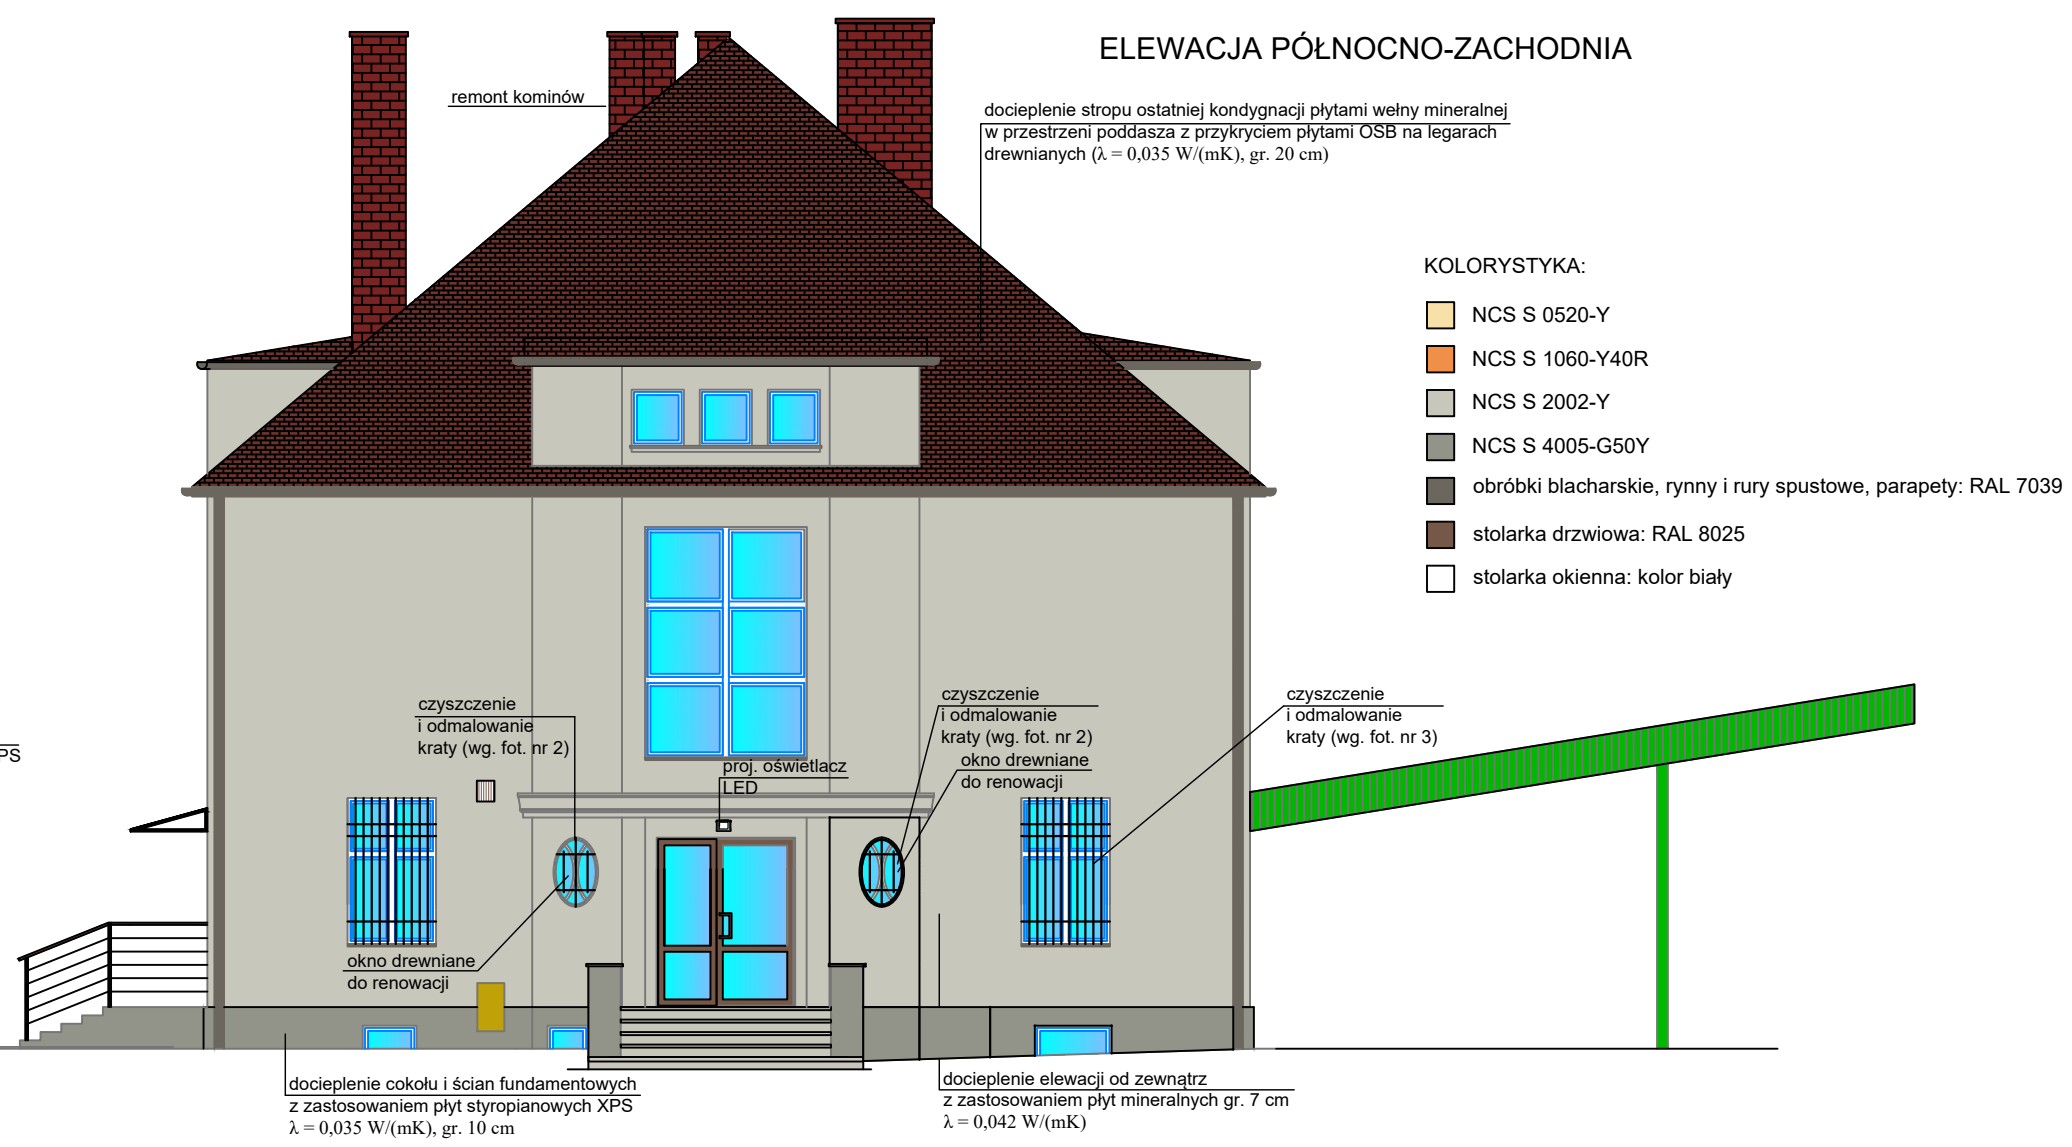 ELEWACJA PÓŁNOCNO-ZACHODNIA
remont kominów
docieplenie stropu ostatniej kondygnacji płytami wełny mineralnej
w przestrzeni poddasza z przykryciem płytami OSB na legarach
drewnianych (λ = 0,035 W/(mK), gr. 20 cm)
KOLORYSTYKA:
NCS S 0520-Y
NCS S 1060-Y40R
NCS S 2002-Y
NCS S 4005-G50Y
obróbki blacharskie, rynny i rury spustowe, parapety: RAL 7039
stolarka drzwiowa: RAL 8025
stolarka okienna: kolor biały
czyszczenie
i odmalowanie
kraty (wg. fot. nr 2)
czyszczenie
i odmalowanie
kraty (wg. fot. nr 2)
okno drewniane
do renowacji
czyszczenie
i odmalowanie
kraty (wg. fot. nr 3)
PS
proj. oświetlacz
LED
okno drewniane
do renowacji
docieplenie cokołu i ścian fundamentowych
z zastosowaniem płyt styropianowych XPS
λ = 0,035 W/(mK), gr. 10 cm
docieplenie elewacji od zewnątrz
z zastosowaniem płyt mineralnych gr. 7 cm
λ = 0,042 W/(mK)